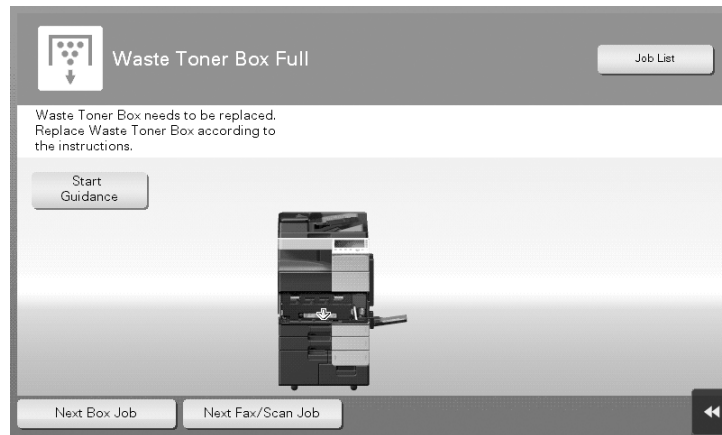 Waste Toner Box Full
Job List
Waste Toner Box needs to be replaced.
Replace Waste Toner Box according to
the instructions.
Start
Guidance
Next Box Job
Next Fax/Scan Job